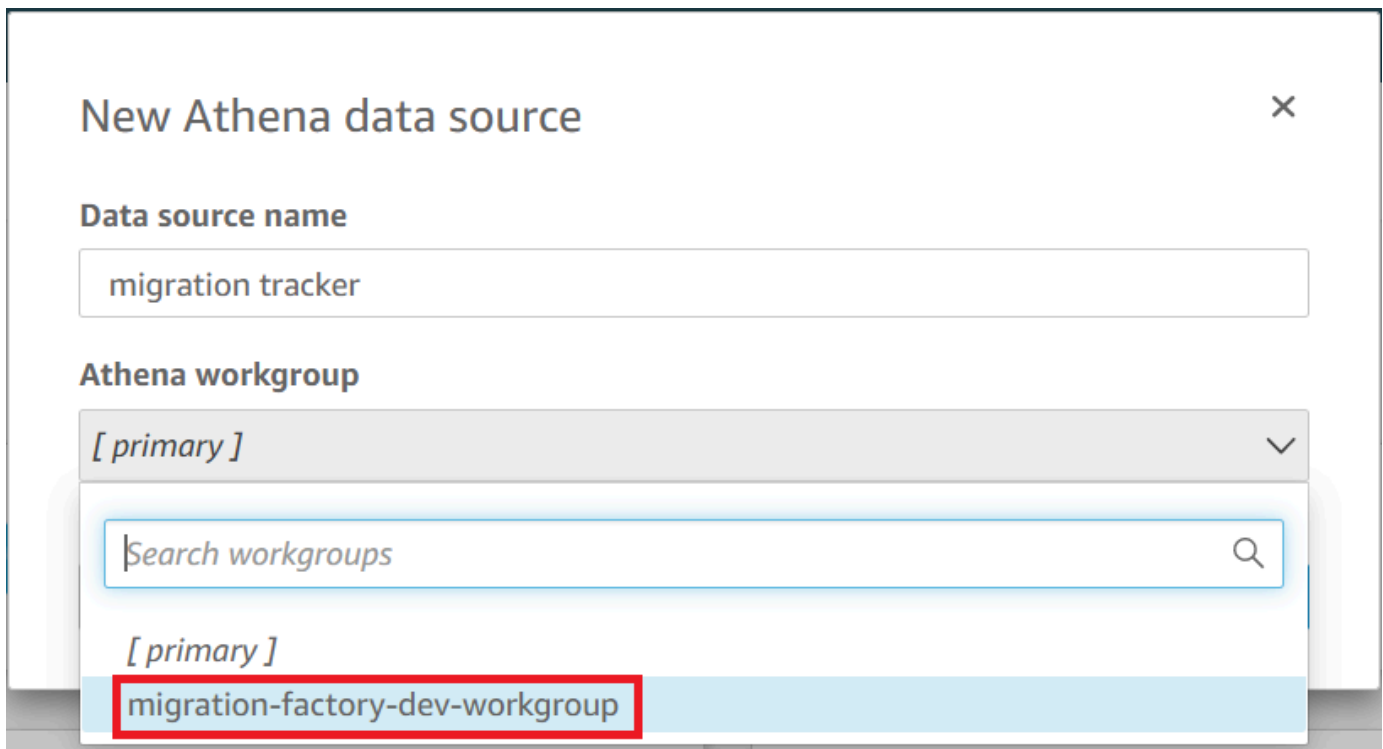 New Athena data source
Data source name
migration tracker
Athena workgroup
[ primary ]
Search workgroups
[ primary ]
migration-factory-dev-workgroup